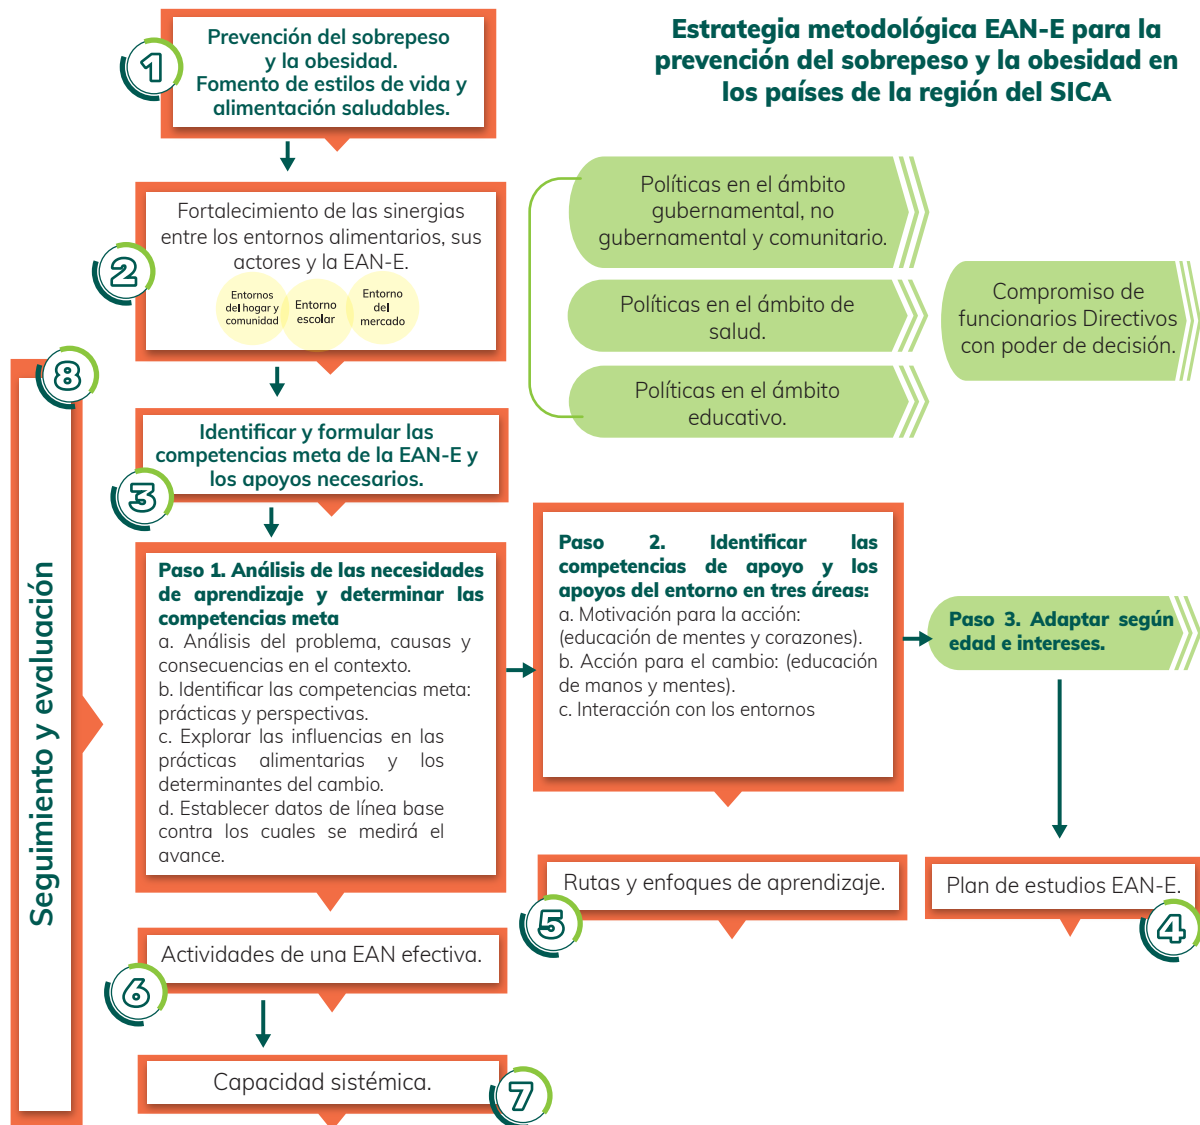 Estrategia metodológica EAN-E para la
prevención del sobrepeso y la obesidad en
los países de la región del SICA
1
Prevención del sobrepeso
y la obesidad.
Fomento de estilos de vida y
alimentación saludables.
2
Fortalecimiento de las sinergias
entre los entornos alimentarios, sus
actores y la EAN-E.
Entornos
del hogar y
comunidad
Entorno
escolar
Entorno
del
mercado
Políticas en el ámbito
gubernamental, no
gubernamental y comunitario.
Políticas en el ámbito de
salud.
Políticas en el ámbito
educativo.
Compromiso de
funcionarios Directivos
con poder de decisión.
3
Identificar y formular las
competencias meta de la EAN-E y
los apoyos necesarios.
Paso 1. Análisis de las necesidades
de aprendizaje y determinar las
competencias meta
a. Análisis del problema, causas y
consecuencias en el contexto.
b. Identificar las competencias meta:
prácticas y perspectivas.
c. Explorar las influencias en las
prácticas alimentarias y los
determinantes del cambio.
d. Establecer datos de línea base
contra los cuales se medirá el
avance.
Paso 2. Identificar las
competencias de apoyo y los
apoyos del entorno en tres áreas:
a. Motivación para la acción:
(educación de mentes y corazones).
b. Acción para el cambio: (educación
de manos y mentes).
c. Interacción con los entornos
Paso 3. Adaptar según
edad e intereses.
Plan de estudios EAN-E.
4
Rutas y enfoques de aprendizaje.
5
Actividades de una EAN efectiva.
6
Capacidad sistémica.
7
8
Seguimiento y evaluación